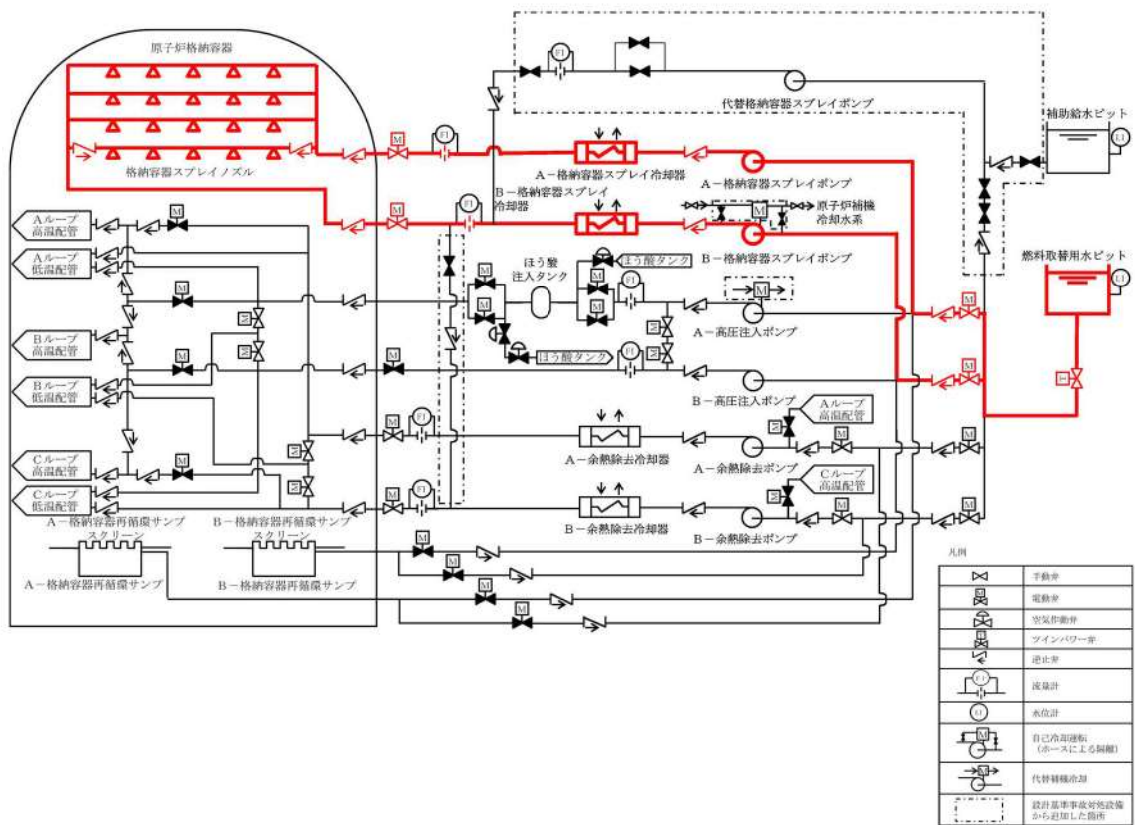 原子炉格納容器
格納容器スプレイノズル
代替格納容器スプレイポンプ
補助給水ピット
A－格納容器スプレイ冷却器
A－格納容器スプレイポンプ
B－格納容器スプレイ
冷却器
原子炉補機
冷却水系
B－格納容器スプレイポンプ
燃料取替用水ピット
Aループ
高温配管
Aループ
低温配管
ほう酸
注入タンク
ほう酸タンク
A－高圧注入ポンプ
Bループ
高温配管
ほう酸タンク
Bループ
低温配管
B－高圧注入ポンプ
Aループ
高温配管
A－余熱除去冷却器
A－余熱除去ポンプ
Cループ
高温配管
Cループ
高温配管
Cループ
低温配管
B－余熱除去冷却器
B－余熱除去ポンプ
A－格納容器再循環サンプ
スクリーン
B－格納容器再循環サンプ
スクリーン
A－格納容器再循環サンプ
B－格納容器再循環サンプ
凡例
手動弁
電動弁
空気作動弁
ツインパワー弁
逆止弁
流量計
水位計
自己冷却運転
（ホースによる隔離）
代替補機冷却
設計基準事故対処設備
から追加した箇所